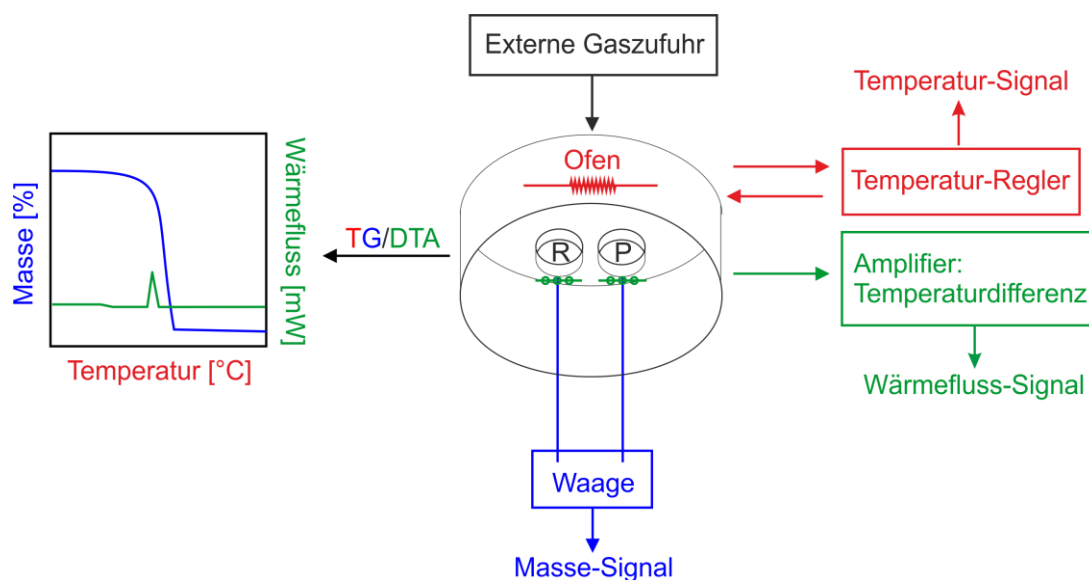 Externe Gaszufuhr
Temperatur-Signal
Ofen
Temperatur-Regler
Masse [%]
Wärmefluss [mW]
TG/DTA
R
P
Amplifier:
Temperaturdifferenz
Temperatur [°C]
Wärmefluss-Signal
Waage
Masse-Signal